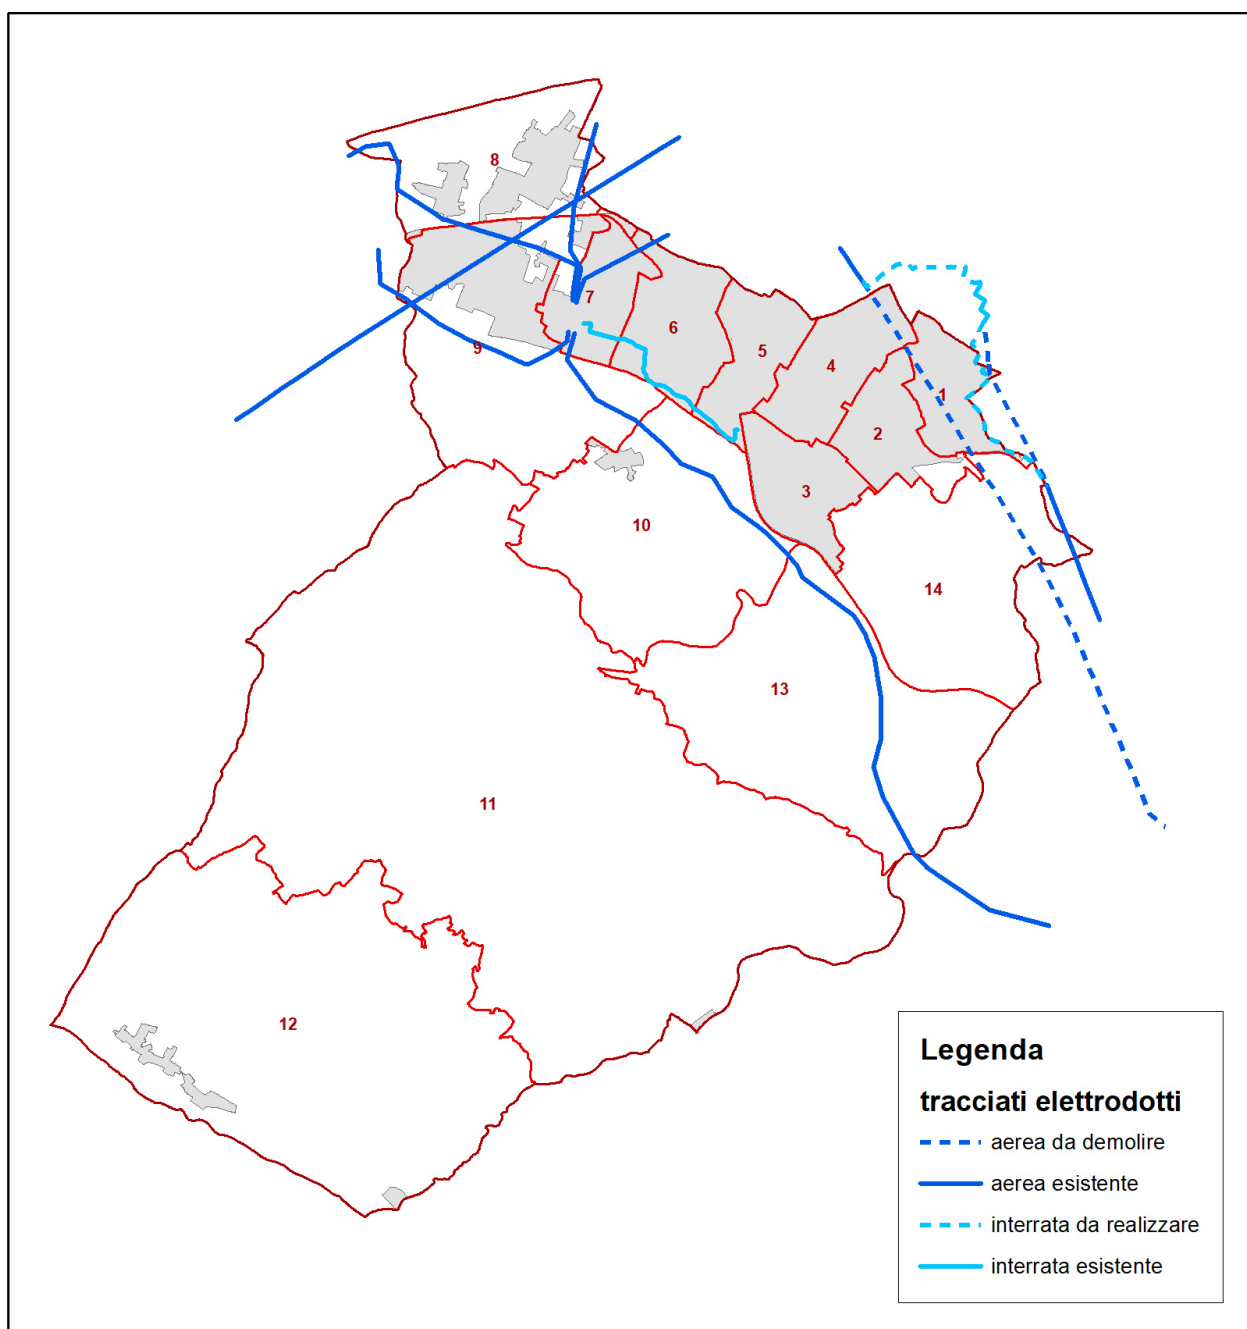 8
7
6
5
9
4
1
2
3
10
14
13
11
12
Legenda
tracciati elettrodotti
aerea da demolire
aerea esistente
interrata da realizzare
interrata esistente